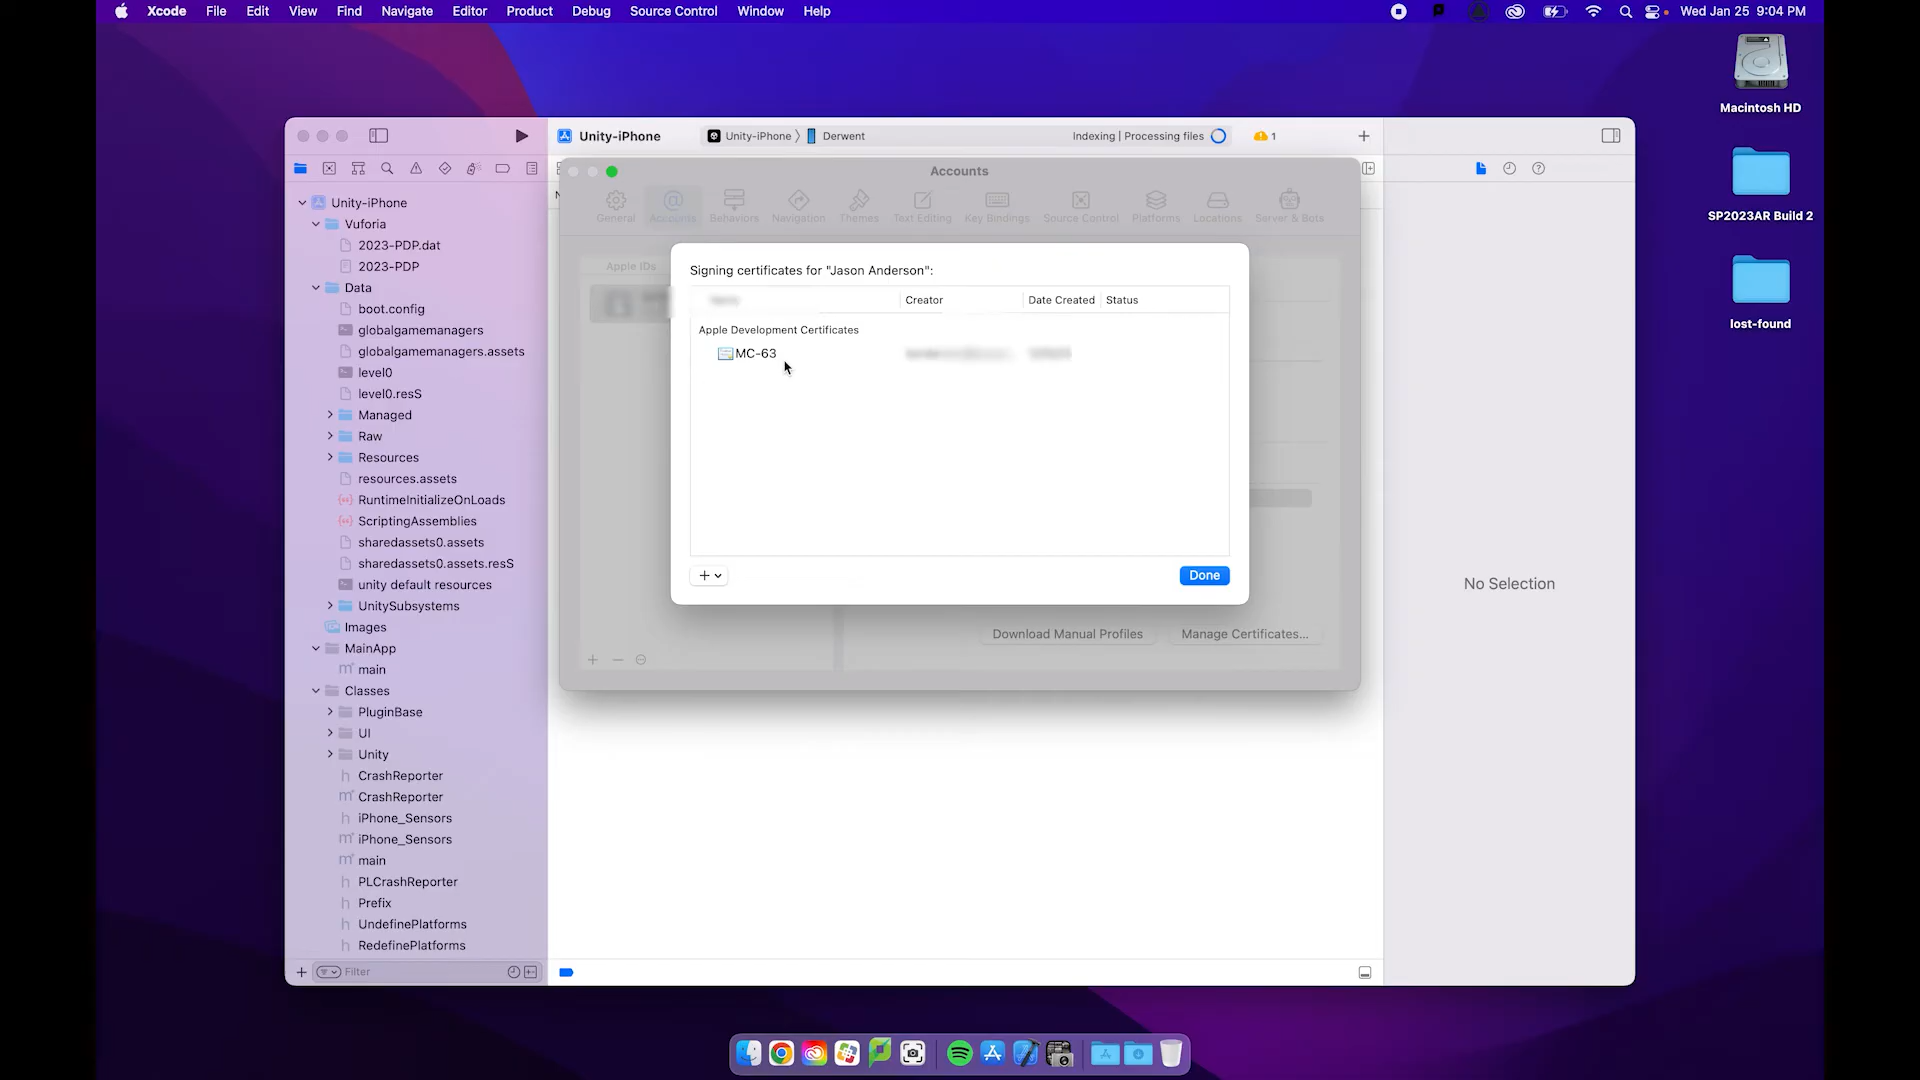 Xcode File Edit View Find Navigate Editor Product Debug Source Control Window Help
Wed Jan 25 9:04 PM
Macintosh HD
SP2023AR Build 2
lost-found
Unity-iPhone
Unity-iPhone
Derwent
Indexing | Processing files
1
Accounts
General
Accounts
Behaviors
Navigation
Themes
Text Editing
Key Bindings
Source Control
Platforms
Locations
Server & Bots
Unity-iPhone
Vuforia
2023-PDP.dat
2023-PDP
Data
boot.config
globalgamemanagers
globalgamemanagers.assets
level0
level0.resS
Managed
Raw
Resources
resources.assets
RuntimeInitializeOnLoads
ScriptingAssemblies
sharedassets0.assets
sharedassets0.assets.resS
unity default resources
UnitySubsystems
Images
MainApp
main
Classes
PluginBase
UI
Unity
CrashReporter
CrashReporter
iPhone_Sensors
iPhone_Sensors
main
PLCrashReporter
Prefix
UndefinePlatforms
RedefinePlatforms
Filter
Apple IDs
Signing certificates for "Jason Anderson":
Creator
Date Created
Status
Apple Development Certificates
MC-63
Done
Download Manual Profiles
Manage Certificates...
No Selection